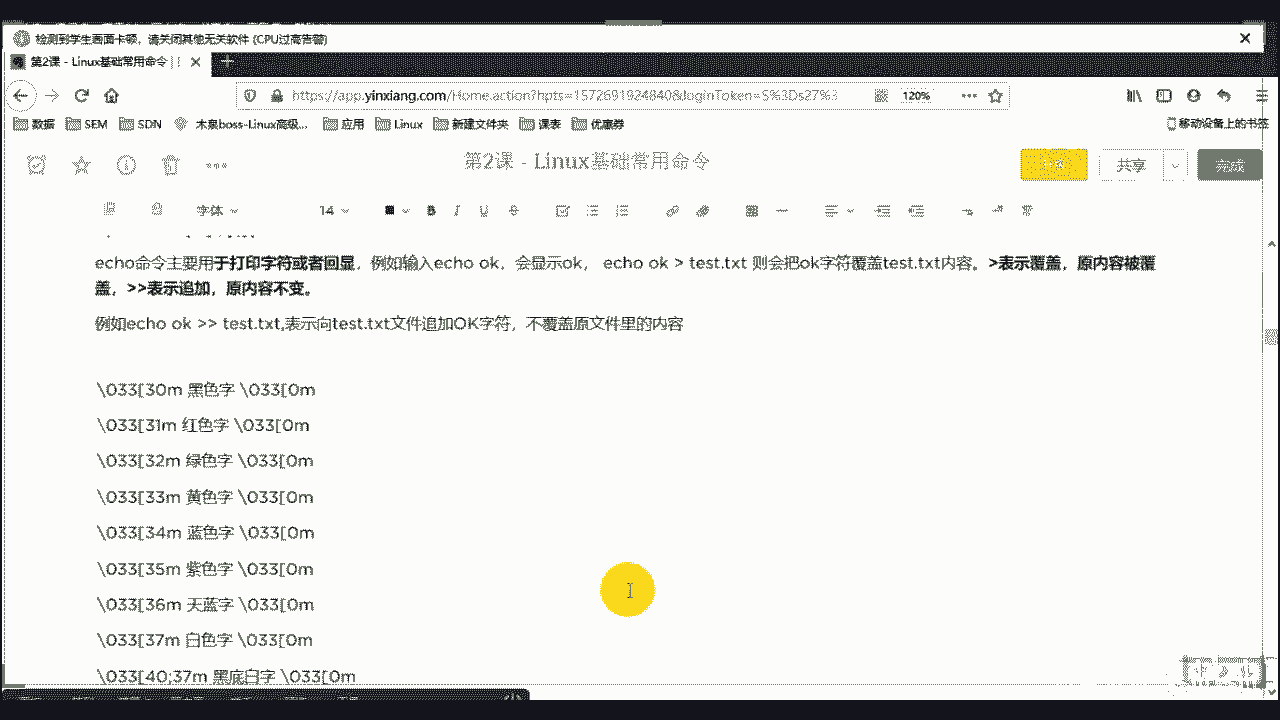 检测到学生画面卡顿，请关闭其他无关软件 (CPU过高告警)
第2课 - Linux基础常用命令 |
https://app.yinxiang.com/Home.action?hpts=1572691924840&loginToken=S%3Ds27%3
120%
数据 SEM SDN 木泉boss-Linux高级... 应用 Linux 新建文件夹 课表 优惠券 移动设备上的书签
第2课 - Linux基础常用命令
共享 完成
字体 14 B I U
echo命令主要用于打印字符或者回显，例如输入echo ok，会显示ok， echo ok > test.txt 则会把ok字符覆盖test.txt内容。>表示覆盖，原内容被覆
盖，>>表示追加，原内容不变。
例如echo ok >> test.txt,表示向test.txt文件追加OK字符，不覆盖原文件里的内容
\033[30m 黑色字 \033[0m
\033[31m 红色字 \033[0m
\033[32m 绿色字 \033[0m
\033[33m 黄色字 \033[0m
\033[34m 蓝色字 \033[0m
\033[35m 紫色字 \033[0m
\033[36m 天蓝字 \033[0m
\033[37m 白色字 \033[0m
\033[40;37m 黑底白字 \033[0m